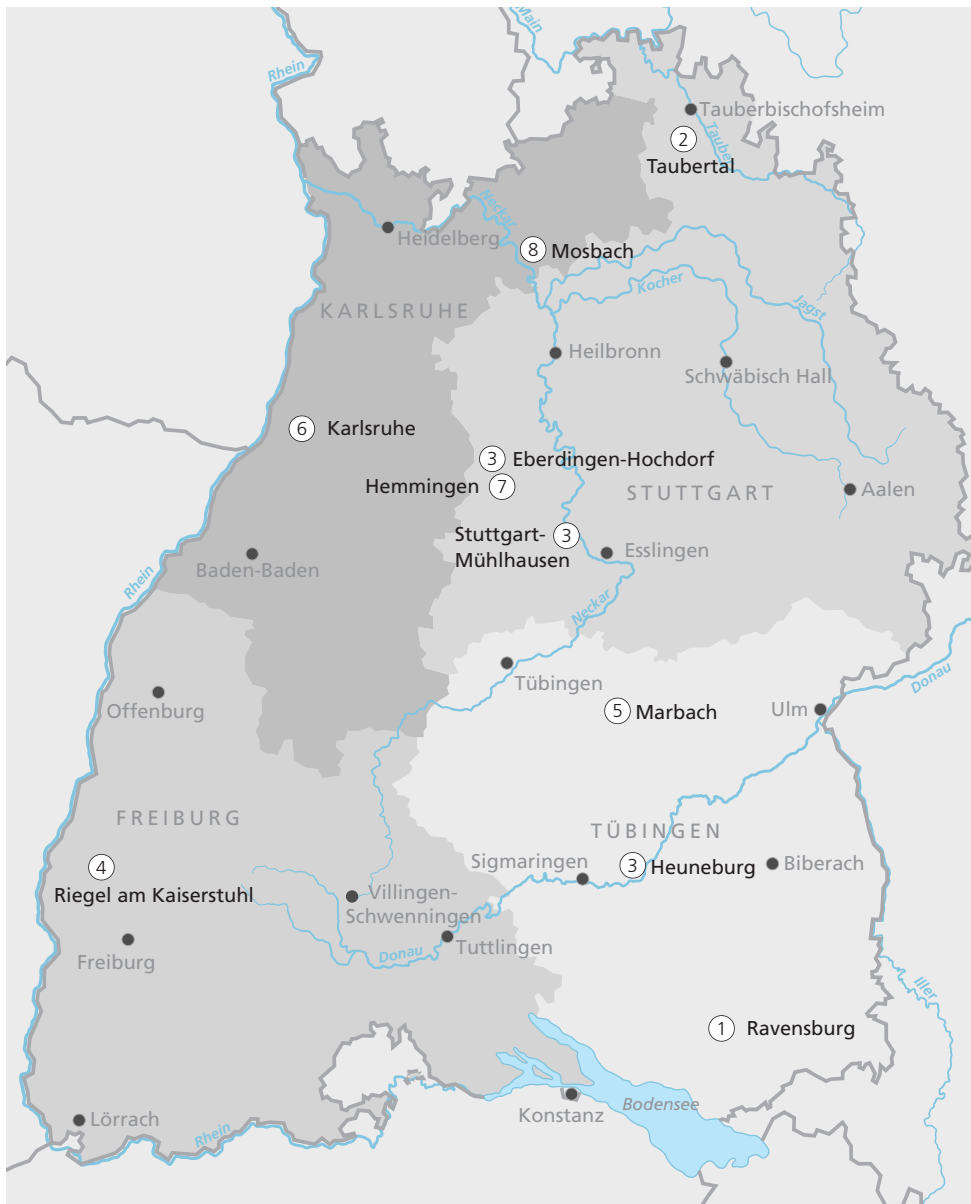 Main
Rhein
Tauberbischofsheim
Tauber
2
Taubertal
Neckar
Heidelberg
8 Mosbach
KARLSRUHE
Kocher
Jagst
Heilbronn
Schwäbisch Hall
6 Karlsruhe
3 Eberdingen-Hochdorf
Hemmingen 7
STUTTGART
Aalen
Stuttgart- 3
Mühlhausen
Esslingen
Baden-Baden
Rhein
Neckar
Tübingen
Donau
Offenburg
5 Marbach
Ulm
FREIBURG
TÜBINGEN
4
Riegel am Kaiserstuhl
Sigmaringen
3 Heuneburg
Biberach
Villingen-
Schwenningen
Freiburg
Donau
Tuttlingen
Iller
1 Ravensburg
Lörrach
Rhein
Konstanz
Bodensee